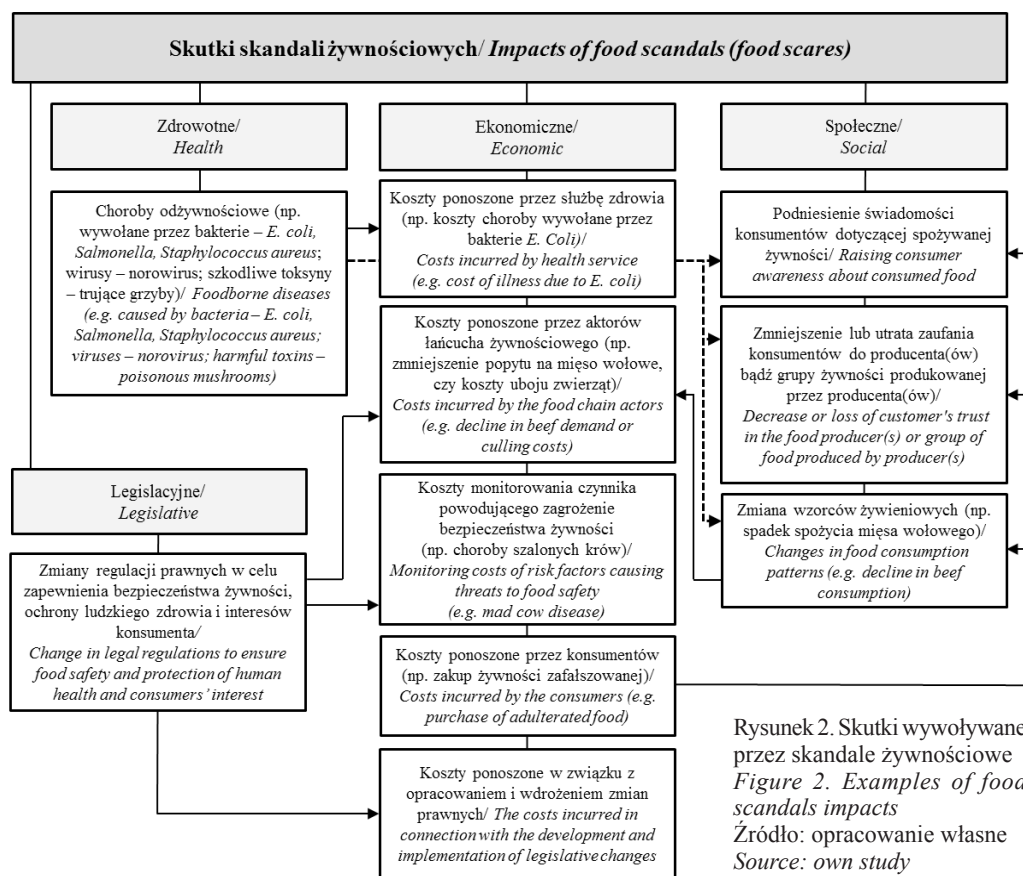 Skutki skandali żywnościowych/ Impacts of food scandals (food scares)
Zdrowotne/
Health
Ekonomiczne/
Economic
Społeczne/
Social
Choroby odżywnościowe (np.
wywołane przez bakterie – E. coli,
Salmonella, Staphylococcus aureus;
wirusy – norowirus; szkodliwe toksyny
– trujące grzyby)/ Foodborne diseases
(e.g. caused by bacteria – E. coli,
Salmonella, Staphylococcus aureus;
viruses – norovirus; harmful toxins –
poisonous mushrooms)
Koszty ponoszone przez służbę zdrowia
(np. koszty choroby wywołane przez
bakterie E. Coli)/
Costs incurred by health service
(e.g. cost of illness due to E. coli)
Podniesienie świadomości
konsumentów dotyczącej spożywanej
żywności/ Raising consumer
awareness about consumed food
Koszty ponoszone przez aktorów
łańcucha żywnościowego (np.
zmniejszenie popytu na mięso wołowe,
czy koszty uboju zwierząt)/
Costs incurred by the food chain actors
(e.g. decline in beef demand or
culling costs)
Zmniejszenie lub utrata zaufania
konsumentów do producenta(ów)
bądź grupy żywności produkowanej
przez producenta(ów)/
Decrease or loss of customer's trust
in the food producer(s) or group of
food produced by producer(s)
Legislacyjne/
Legislative
Koszty monitorowania czynnika
powodującego zagrożenie
bezpieczeństwa żywności
(np. choroby szalonych krów)/
Monitoring costs of risk factors causing
threats to food safety
(e.g. mad cow disease)
Zmiana wzorców żywieniowych (np.
spadek spożycia mięsa wołowego)/
Changes in food consumption
patterns (e.g. decline in beef
consumption)
Zmiany regulacji prawnych w celu
zapewnienia bezpieczeństwa żywności,
ochrony ludzkiego zdrowia i interesów
konsumenta/
Change in legal regulations to ensure
food safety and protection of human
health and consumers' interest
Koszty ponoszone przez konsumentów
(np. zakup żywności zafałszowanej)/
Costs incurred by the consumers (e.g.
purchase of adulterated food)
Koszty ponoszone w związku z
opracowaniem i wdrożeniem zmian
prawnych/ The costs incurred in
connection with the development and
implementation of legislative changes
Rysunek 2. Skutki wywoływane
przez skandale żywnościowe
Figure 2. Examples of food
scandals impacts
Źródło: opracowanie własne
Source: own study